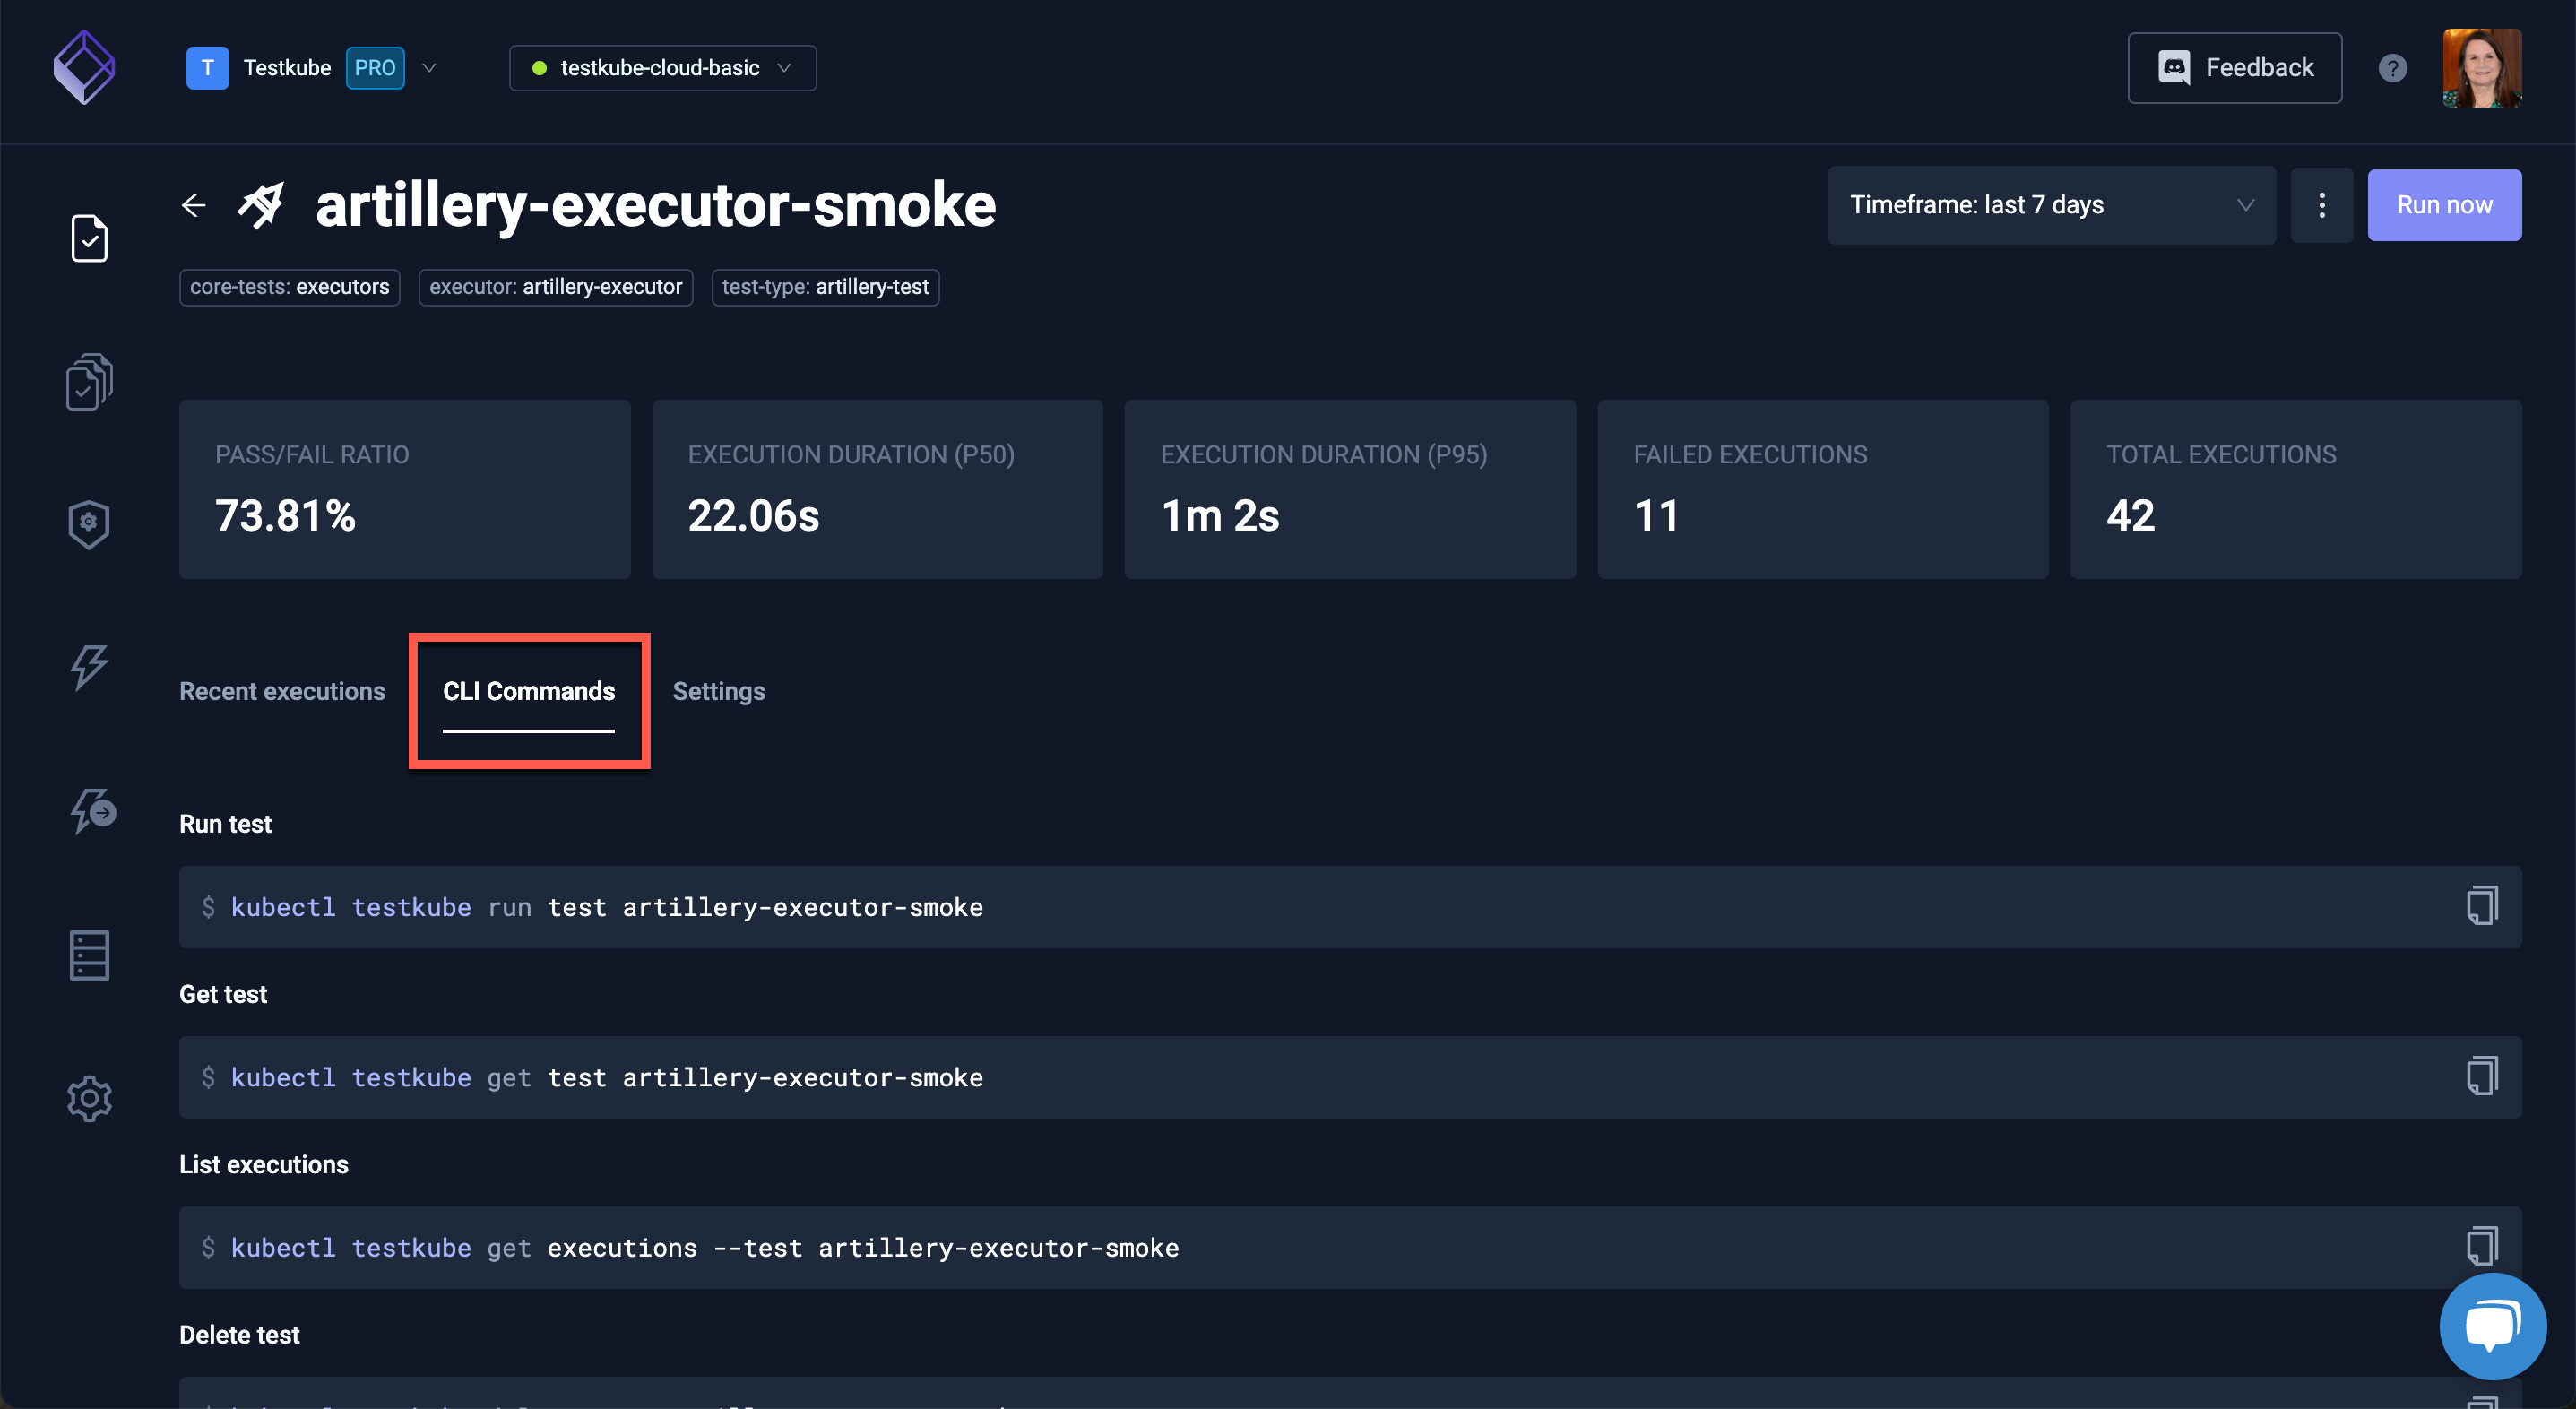 T Testkube PRO testkube-cloud-basic Feedback ?
artillery-executor-smoke Timeframe: last 7 days Run now
core-tests: executors executor: artillery-executor test-type: artillery-test
PASS/FAIL RATIO EXECUTION DURATION (P50) EXECUTION DURATION (P95) FAILED EXECUTIONS TOTAL EXECUTIONS
73.81% 22.06s 1m 2s 11 42
Recent executions CLI Commands Settings
Run test
$ kubectl testkube run test artillery-executor-smoke
Get test
$ kubectl testkube get test artillery-executor-smoke
List executions
$ kubectl testkube get executions --test artillery-executor-smoke
Delete test